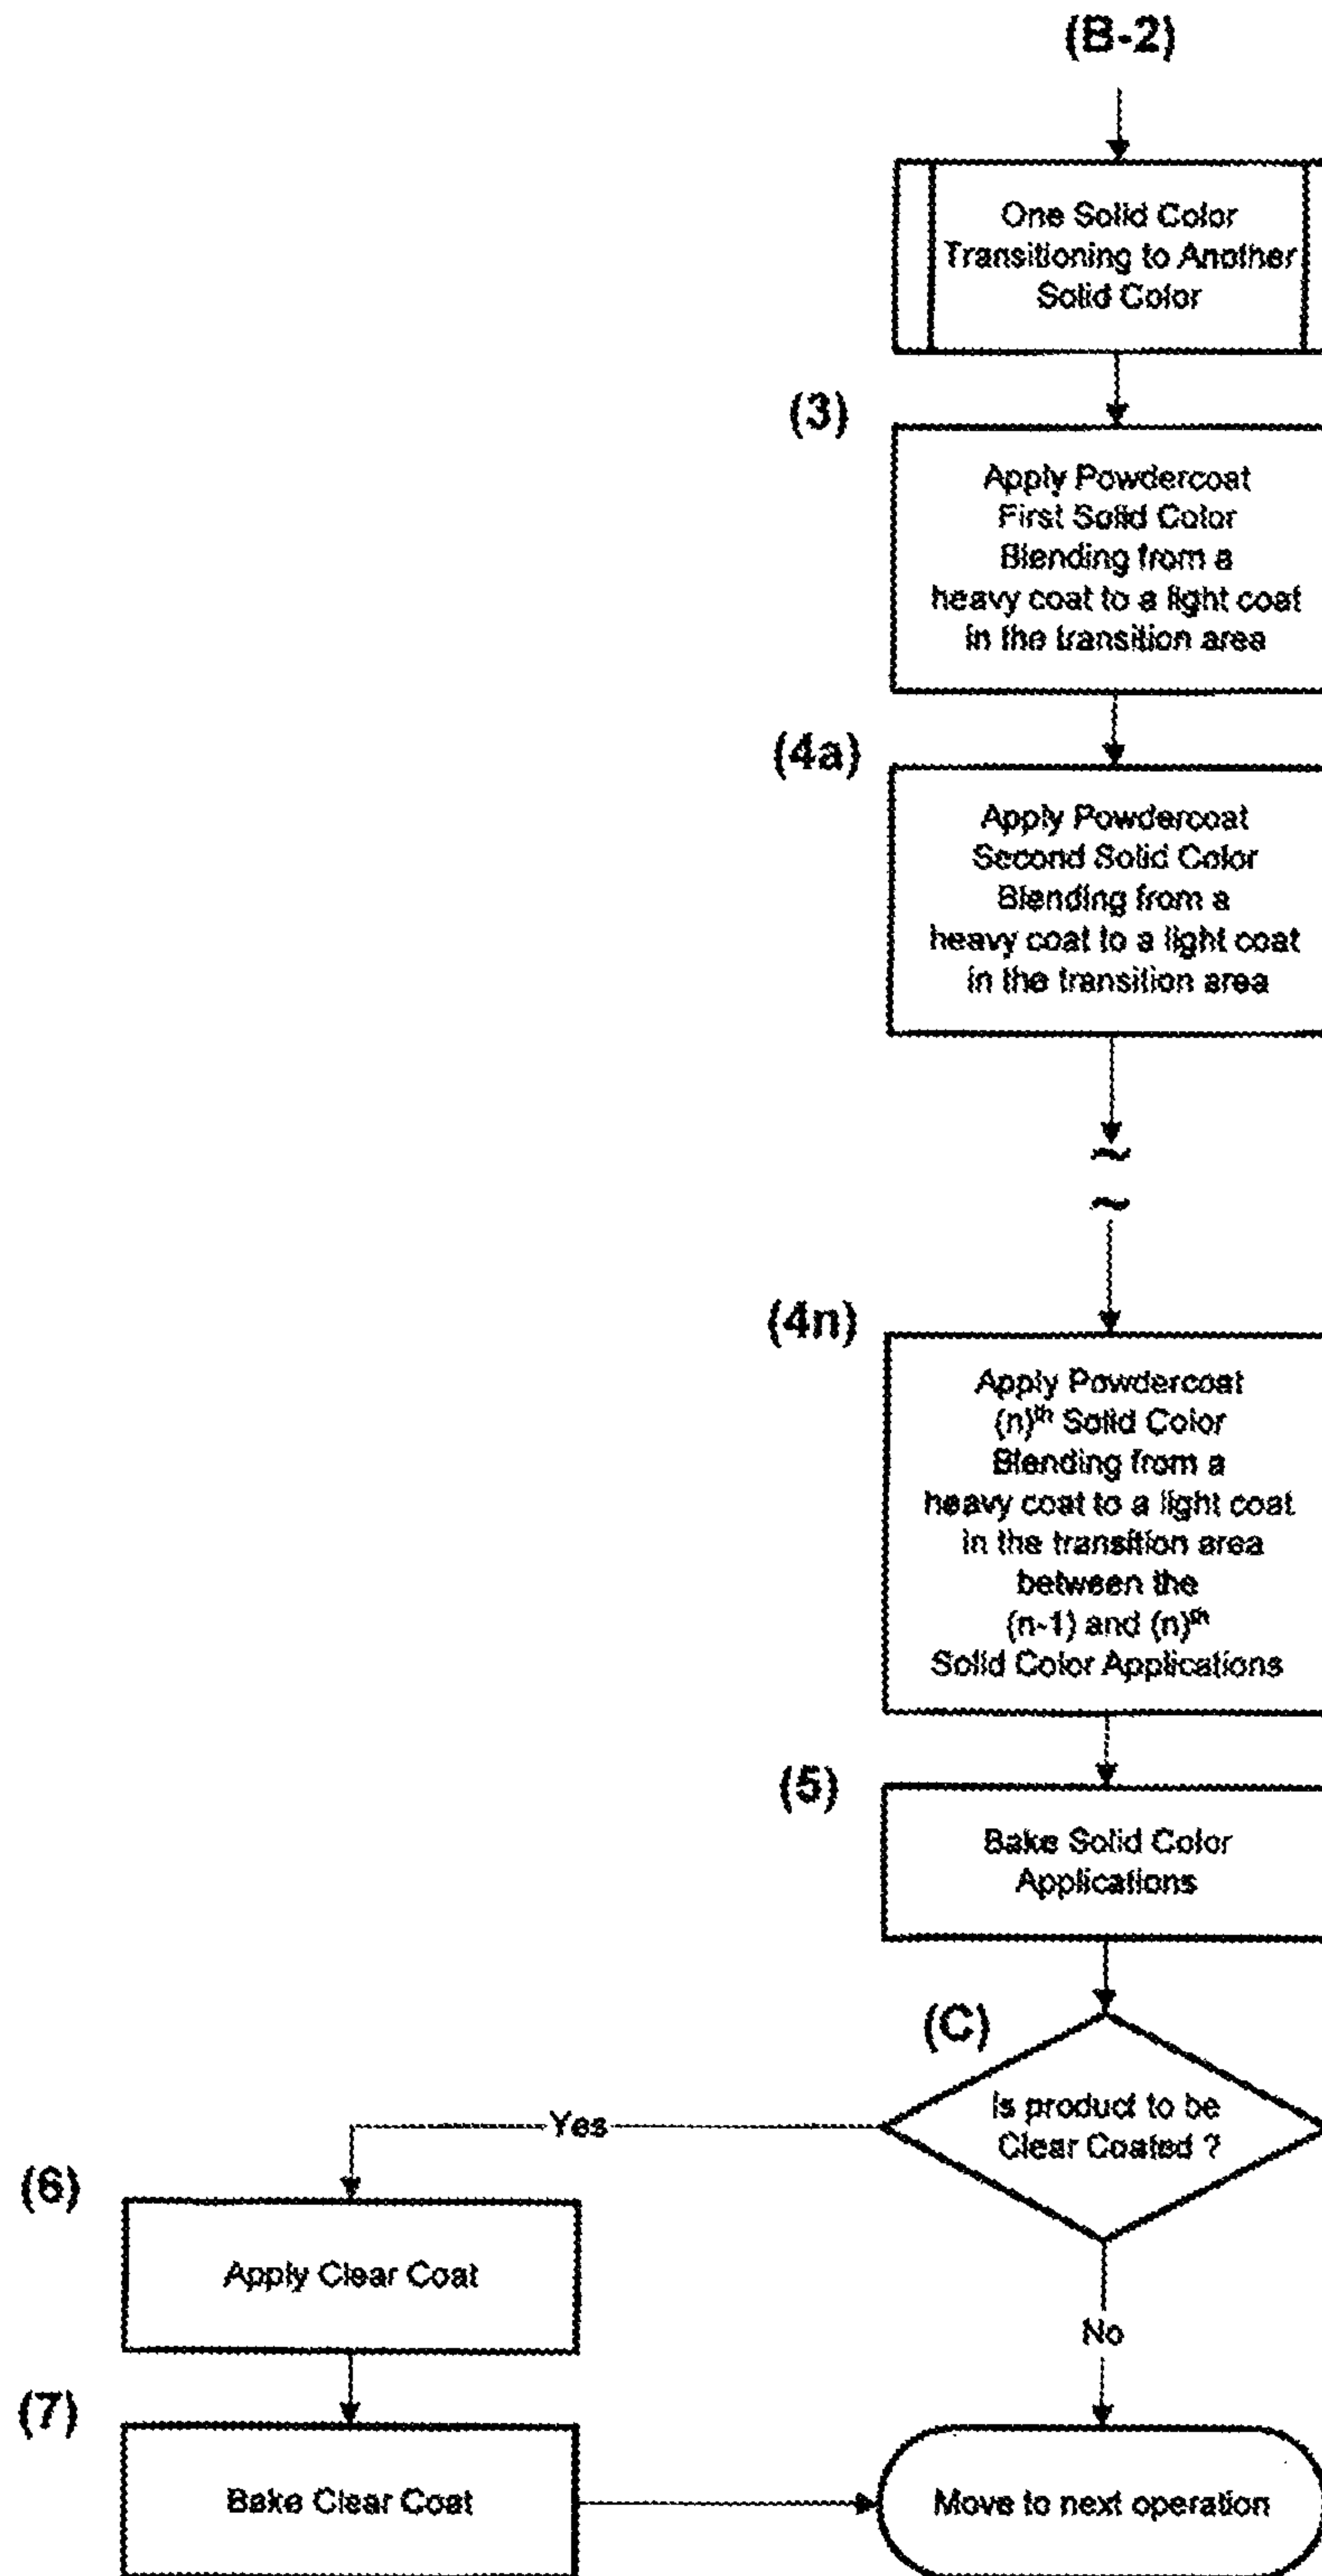 (B-2)
One Solid Color
Transitioning to Another
Solid Color
(3)
Apply Powdercoat
First Solid Color
Blending from a
heavy coat to a light coat
in the transition area
(4a)
Apply Powdercoat
Second Solid Color
Blending from a
heavy coat to a light coat
in the transition area
~
~
(4n)
Apply Powdercoat
(n)th Solid Color
Blending from a
heavy coat to a light coat
in the transition area
between the
(n-1) and (n)th
Solid Color Applications
(5)
Bake Solid Color
Applications
(C)
Is product to be
Clear Coated ?
Yes
(6)
Apply Clear Coat
No
(7)
Bake Clear Coat
Move to next operation